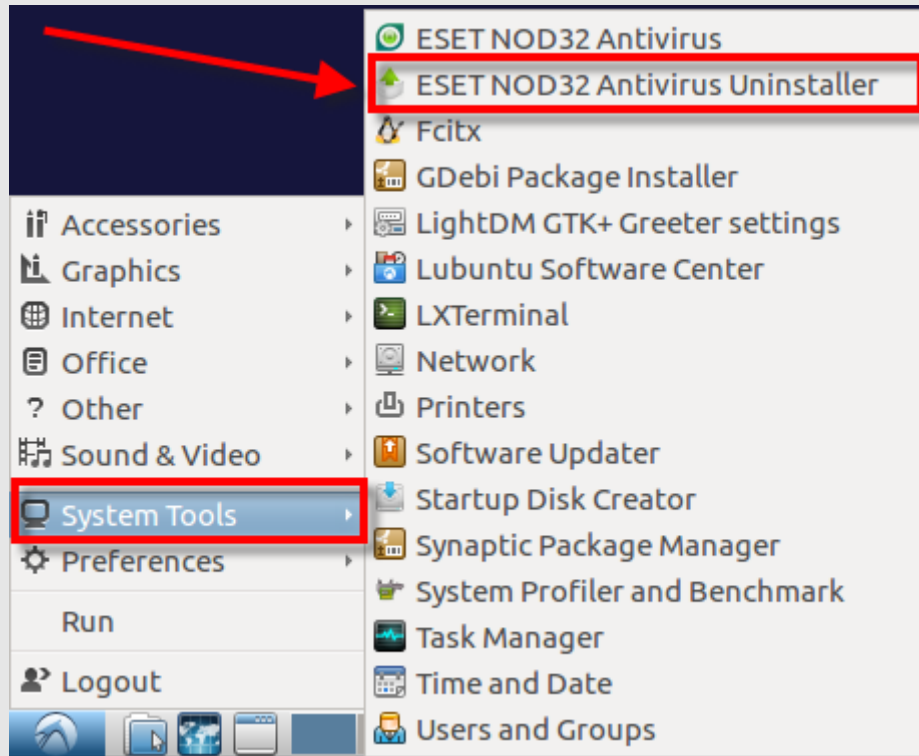 ESET NOD32 Antivirus
ESET NOD32 Antivirus Uninstaller
Fcitx
GDebi Package Installer
LightDM GTK+ Greeter settings
Lubuntu Software Center
LXTerminal
Network
Printers
Software Updater
Startup Disk Creator
Synaptic Package Manager
System Profiler and Benchmark
Task Manager
Time and Date
Users and Groups
Accessories
Graphics
Internet
Office
Other
Sound & Video
System Tools
Preferences
Run
Logout